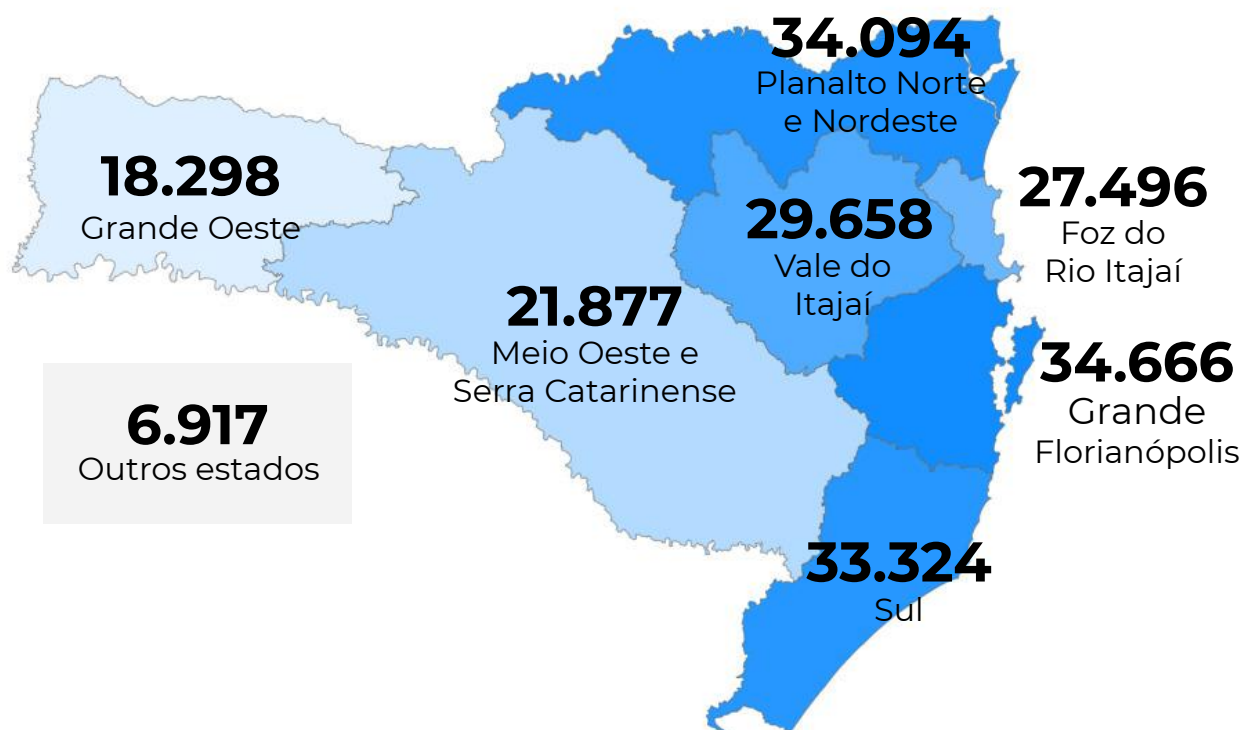 34.094
Planalto Norte
e Nordeste
18.298
Grande Oeste
29.658
Vale do
Itajaí
27.496
Foz do
Rio Itajaí
21.877
Meio Oeste e
Serra Catarinense
34.666
Grande
Florianópolis
6.917
Outros estados
33.324
Sul